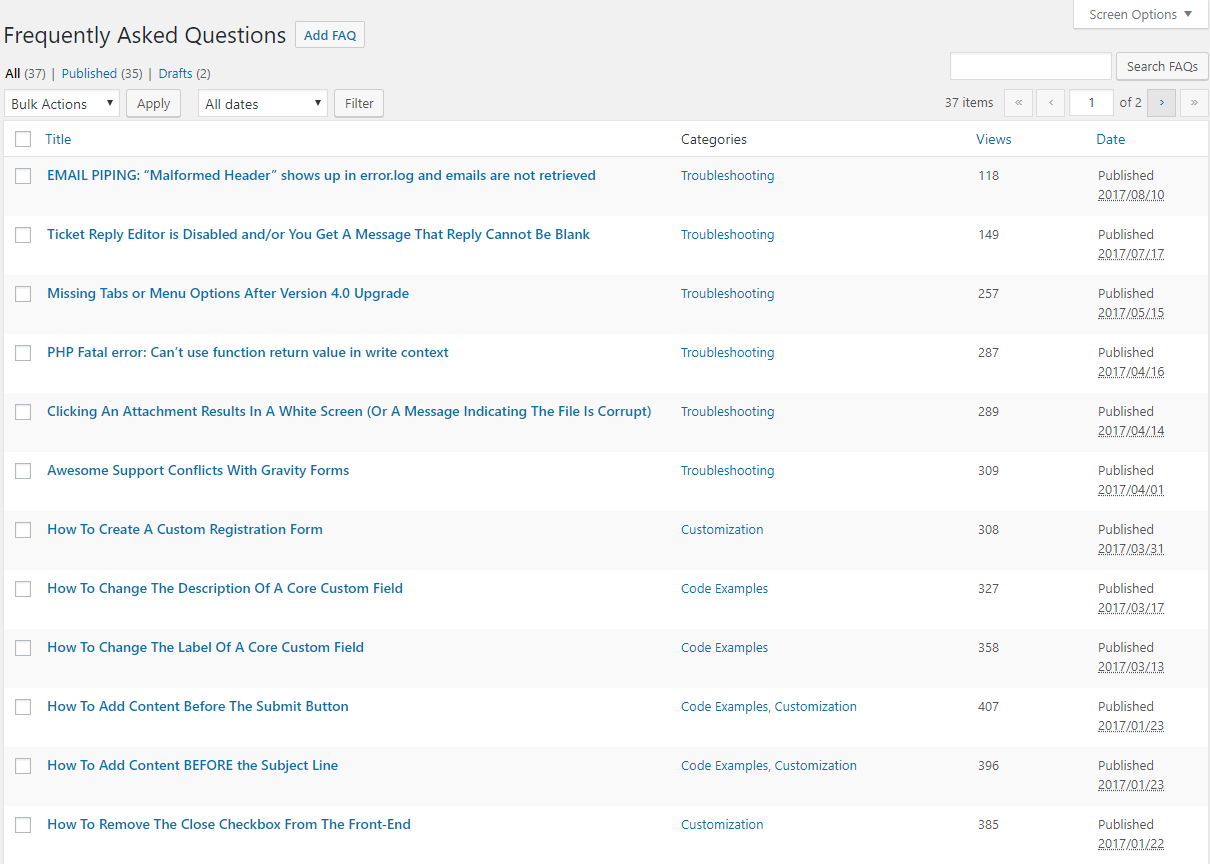 Screen Options ▼
Frequently Asked Questions Add FAQ
All (37) | Published (35) | Drafts (2)
Search FAQs
Bulk Actions ▼ Apply All dates ▼ Filter 37 items « ‹ 1 of 2 › »
Title Categories Views Date
EMAIL PIPING: “Malformed Header” shows up in error.log and emails are not retrieved Troubleshooting 118 Published
2017/08/10
Ticket Reply Editor is Disabled and/or You Get A Message That Reply Cannot Be Blank Troubleshooting 149 Published
2017/07/17
Missing Tabs or Menu Options After Version 4.0 Upgrade Troubleshooting 257 Published
2017/05/15
PHP Fatal error: Can’t use function return value in write context Troubleshooting 287 Published
2017/04/16
Clicking An Attachment Results In A White Screen (Or A Message Indicating The File Is Corrupt) Troubleshooting 289 Published
2017/04/14
Awesome Support Conflicts With Gravity Forms Troubleshooting 309 Published
2017/04/01
How To Create A Custom Registration Form Customization 308 Published
2017/03/31
How To Change The Description Of A Core Custom Field Code Examples 327 Published
2017/03/17
How To Change The Label Of A Core Custom Field Code Examples 358 Published
2017/03/13
How To Add Content Before The Submit Button Code Examples, Customization 407 Published
2017/01/23
How To Add Content BEFORE the Subject Line Code Examples, Customization 396 Published
2017/01/23
How To Remove The Close Checkbox From The Front-End Customization 385 Published
2017/01/22